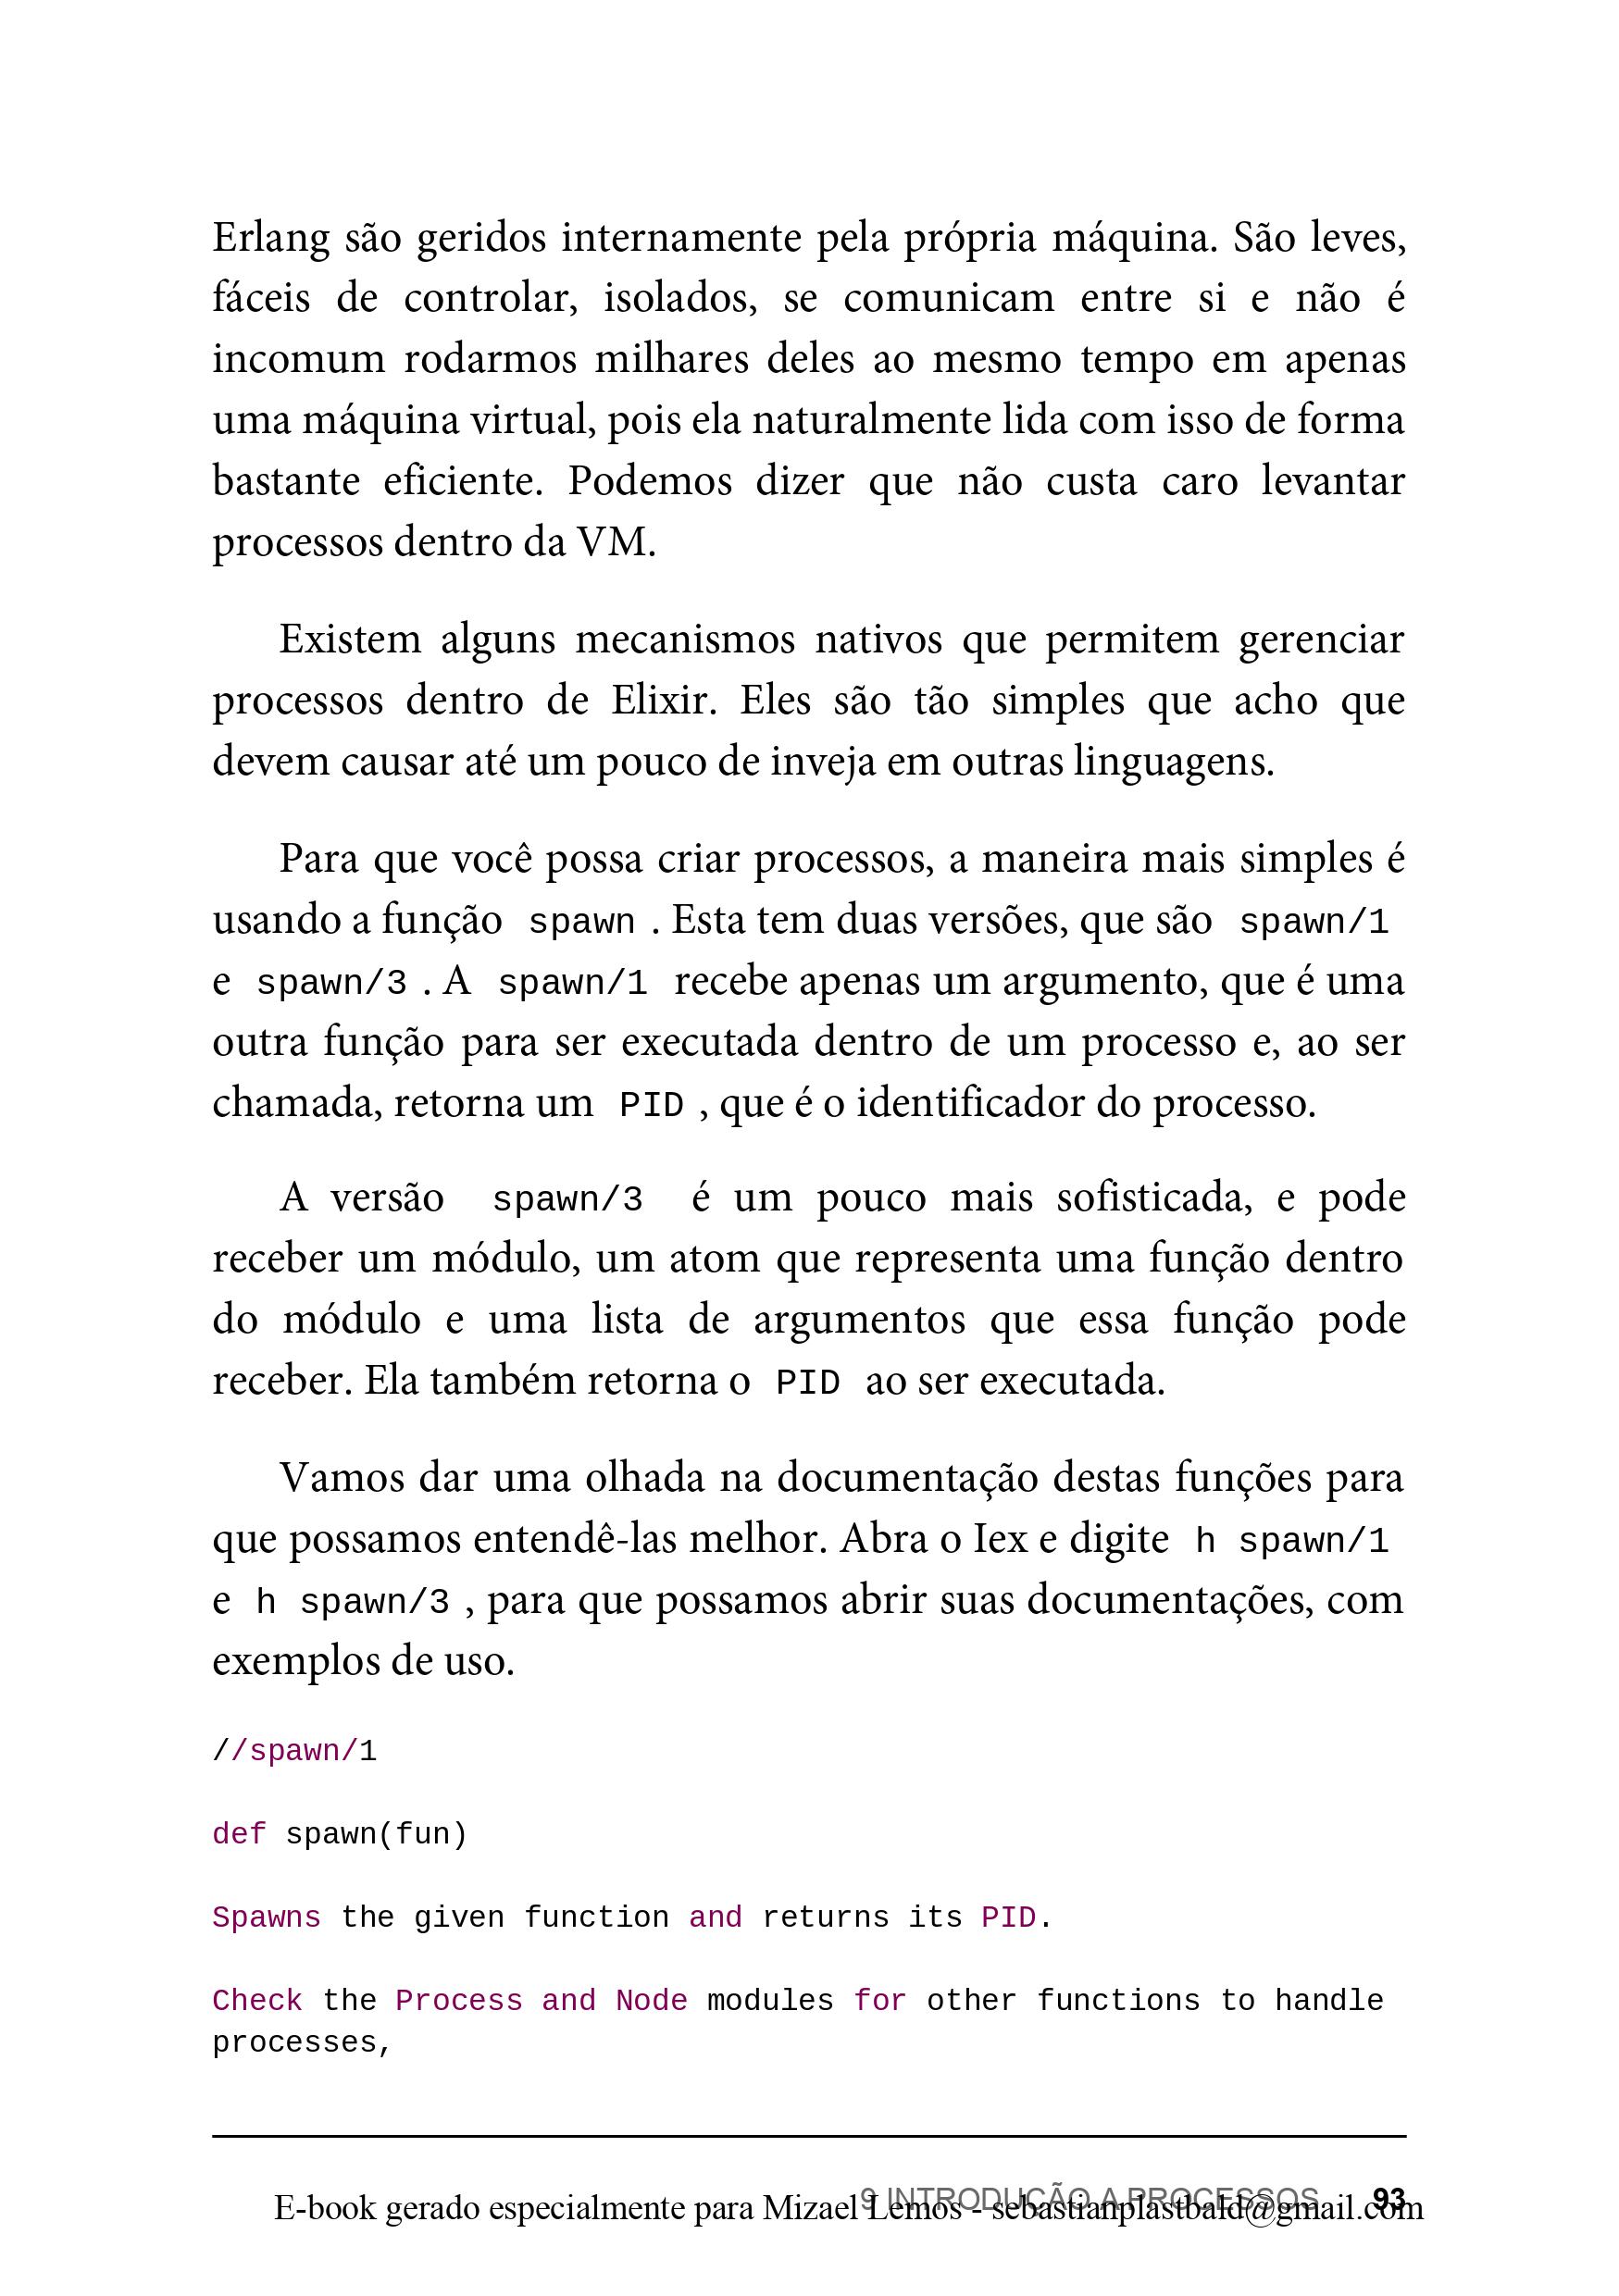 Erlang são geridos internamente pela própria máquina. São leves,
fáceis de controlar, isolados, se comunicam entre si e não é
incomum rodarmos milhares deles ao mesmo tempo em apenas
uma máquina virtual, pois ela naturalmente lida com isso de forma
bastante eficiente. Podemos dizer que não custa caro levantar
processos dentro da VM.
Existem alguns mecanismos nativos que permitem gerenciar
processos dentro de Elixir. Eles são tão simples que acho que
devem causar até um pouco de inveja em outras linguagens.
Para que você possa criar processos, a maneira mais simples é
usando a função spawn . Esta tem duas versões, que são spawn/1
e spawn/3 . A spawn/1 recebe apenas um argumento, que é uma
outra função para ser executada dentro de um processo e, ao ser
chamada, retorna um PID , que é o identificador do processo.
A versão spawn/3 é um pouco mais sofisticada, e pode
receber um módulo, um atom que representa uma função dentro
do módulo e uma lista de argumentos que essa função pode
receber. Ela também retorna o PID ao ser executada.
Vamos dar uma olhada na documentação destas funções para
que possamos entendê-las melhor. Abra o Iex e digite h spawn/1
e h spawn/3 , para que possamos abrir suas documentações, com
exemplos de uso.
//spawn/1
def spawn(fun)
Spawns the given function and returns its PID.
Check the Process and Node modules for other functions to handle
processes,
9 INTRODUÇÃO A PROCESSOS 93
E-book gerado especialmente para Mizael Lemos - sebastianplastbald@gmail.com